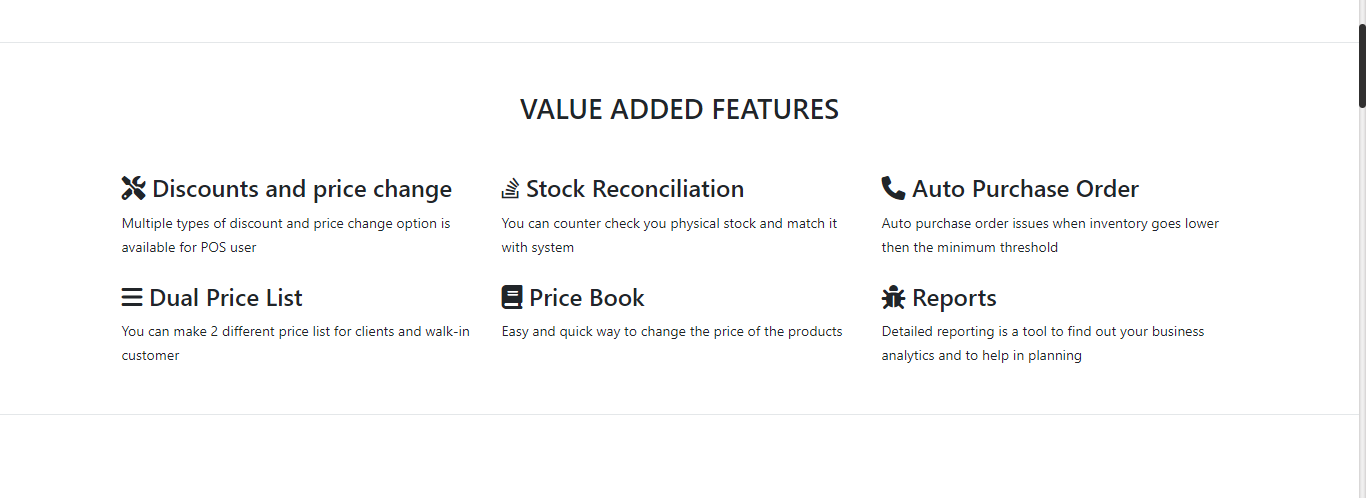 VALUE ADDED FEATURES
Discounts and price change
Multiple types of discount and price change option is
available for POS user
Stock Reconciliation
You can counter check you physical stock and match it
with system
Auto Purchase Order
Auto purchase order issues when inventory goes lower
then the minimum threshold
Dual Price List
You can make 2 different price list for clients and walk-in
customer
Price Book
Easy and quick way to change the price of the products
Reports
Detailed reporting is a tool to find out your business
analytics and to help in planning